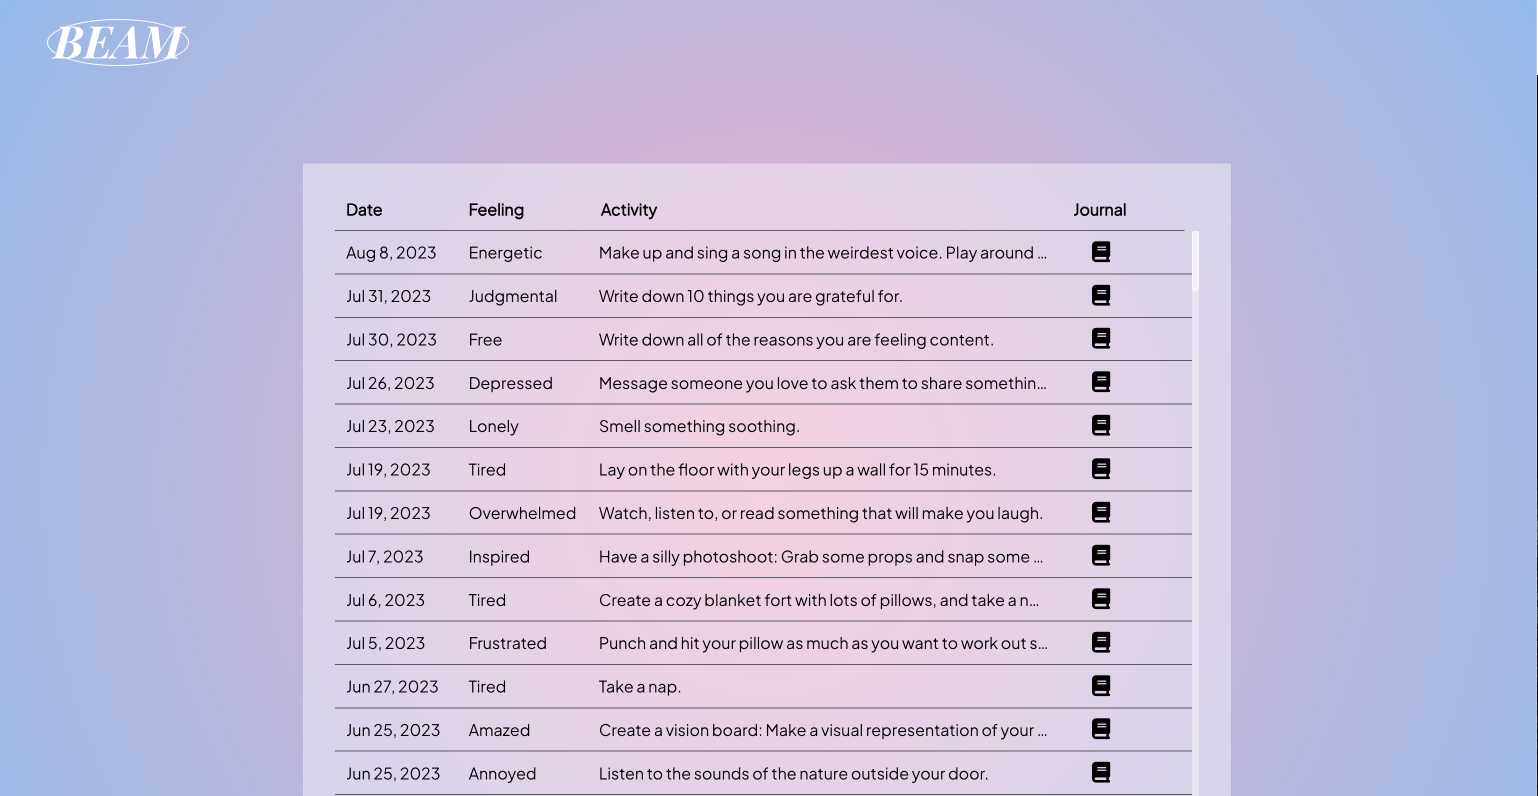 BEAM
Date Feeling Activity Journal
Aug 8, 2023 Energetic Make up and sing a song in the weirdest voice. Play around ...
Jul 31, 2023 Judgmental Write down 10 things you are grateful for.
Jul 30, 2023 Free Write down all of the reasons you are feeling content.
Jul 26, 2023 Depressed Message someone you love to ask them to share somethin...
Jul 23, 2023 Lonely Smell something soothing.
Jul 19, 2023 Tired Lay on the floor with your legs up a wall for 15 minutes.
Jul 19, 2023 Overwhelmed Watch, listen to, or read something that will make you laugh.
Jul 7, 2023 Inspired Have a silly photoshoot: Grab some props and snap some ...
Jul 6, 2023 Tired Create a cozy blanket fort with lots of pillows, and take a n...
Jul 5, 2023 Frustrated Punch and hit your pillow as much as you want to work out s...
Jun 27, 2023 Tired Take a nap.
Jun 25, 2023 Amazed Create a vision board: Make a visual representation of your ...
Jun 25, 2023 Annoyed Listen to the sounds of the nature outside your door.